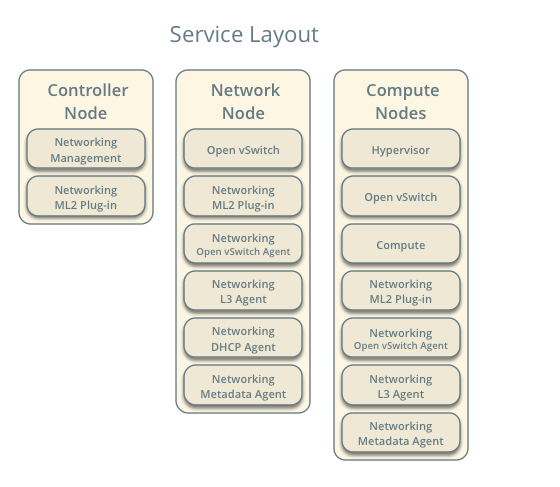 Service Layout
Controller
Node
Networking
Management
Networking
ML2 Plug-in
Network
Node
Open vSwitch
Networking
ML2 Plug-in
Networking
Open vSwitch Agent
Networking
L3 Agent
Networking
DHCP Agent
Networking
Metadata Agent
Compute
Nodes
Hypervisor
Open vSwitch
Compute
Networking
ML2 Plug-in
Networking
Open vSwitch Agent
Networking
L3 Agent
Networking
Metadata Agent